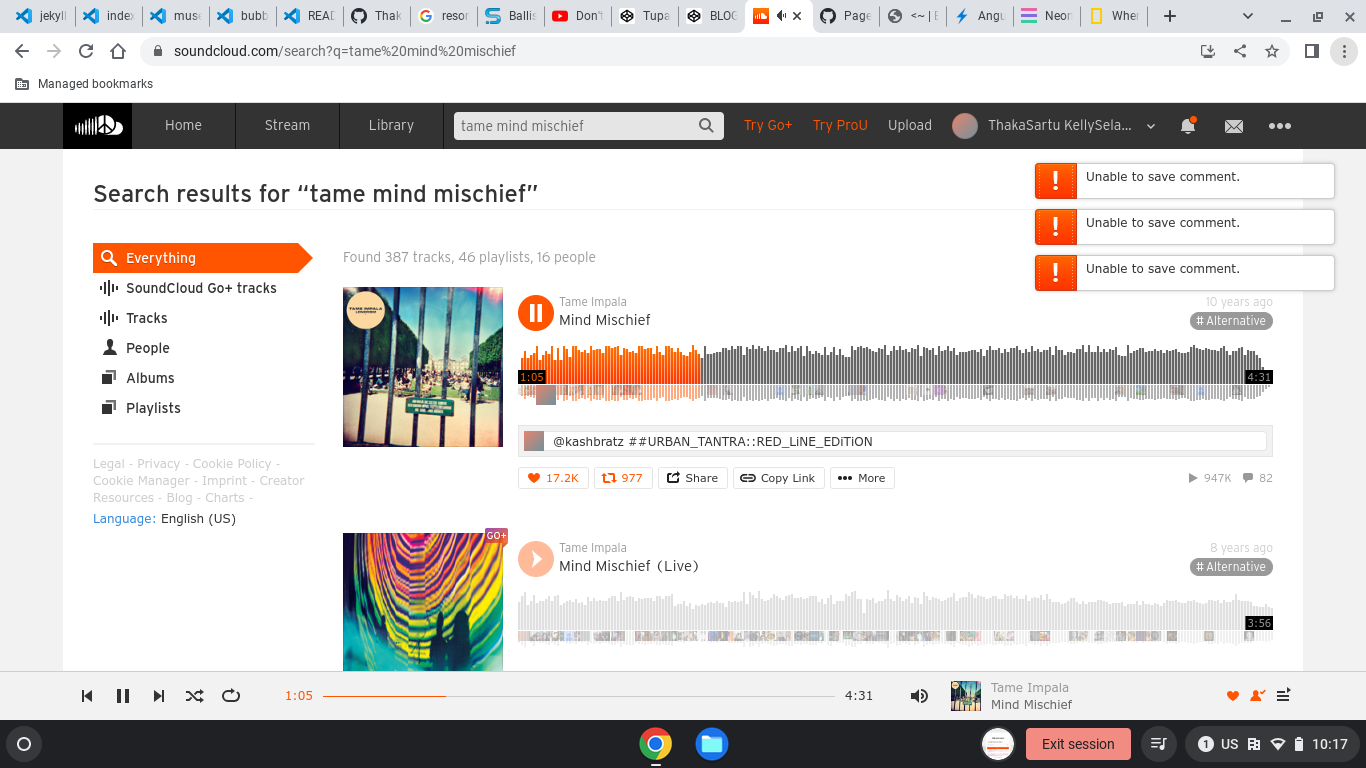 jekyll
index
muse
bubb
READ
Thak
resor
Ballis
Don't
Tupa
BLOG
Page
<~ | E
Angu
Neon
When
soundcloud.com/search?q=tame%20mind%20mischief
Managed bookmarks
Home
Stream
Library
tame mind mischief
Try Go+
Try ProU
Upload
ThakaSartu KellySela...
Search results for “tame mind mischief”
Unable to save comment.
Unable to save comment.
Unable to save comment.
Everything
SoundCloud Go+ tracks
Tracks
People
Albums
Playlists
Legal - Privacy - Cookie Policy -
Cookie Manager - Imprint - Creator
Resources - Blog - Charts -
Language: English (US)
Found 387 tracks, 46 playlists, 16 people
TAME IMPALA
LONERISM
Tame Impala
10 years ago
Mind Mischief
# Alternative
1:05
4:31
@kashbratz ##URBAN_TANTRA::RED_LiNE_EDiTiON
17.2K
977
Share
Copy Link
More
947K
82
GO+
Tame Impala
8 years ago
Mind Mischief (Live)
# Alternative
3:56
1:05
4:31
Tame Impala
Mind Mischief
Exit session
1
US
10:17